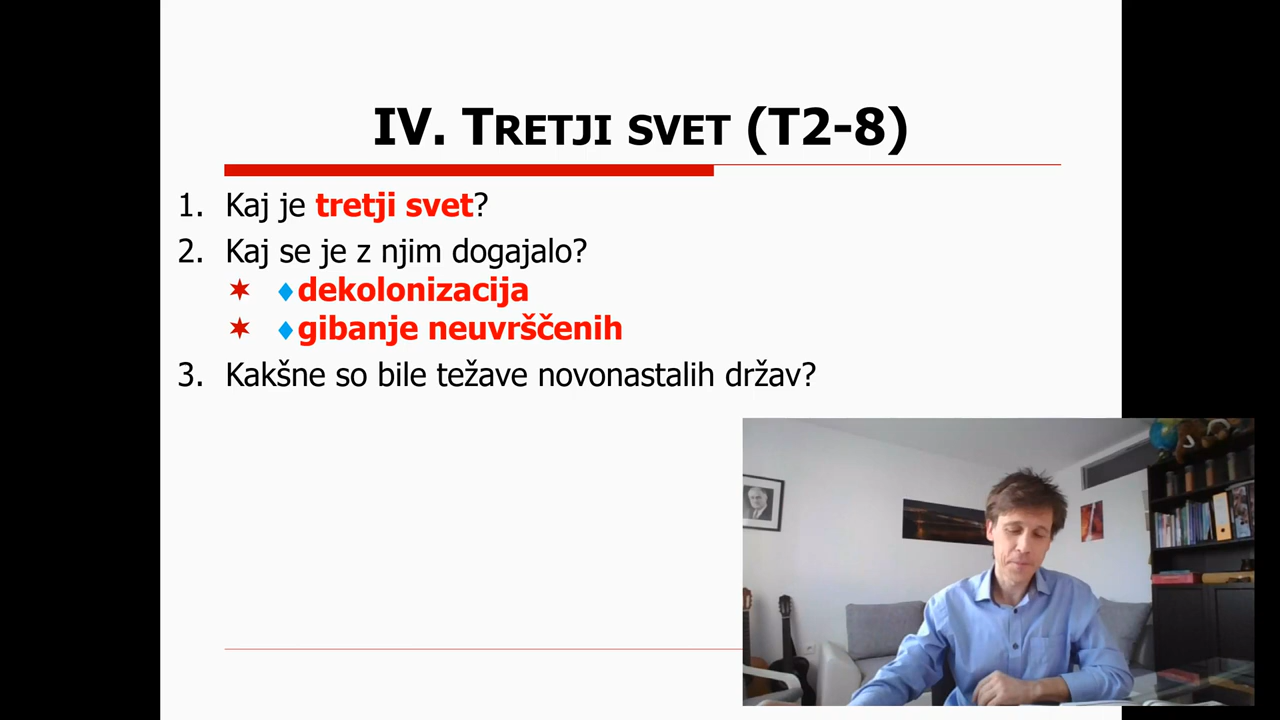 IV. TRETJI SVET (T2-8)
1. Kaj je tretji svet?
2. Kaj se je z njim dogajalo?
✶ ♦dekolonizacija
✶ ♦gibanje neuvrščenih
3. Kakšne so bile težave novonastalih držav?